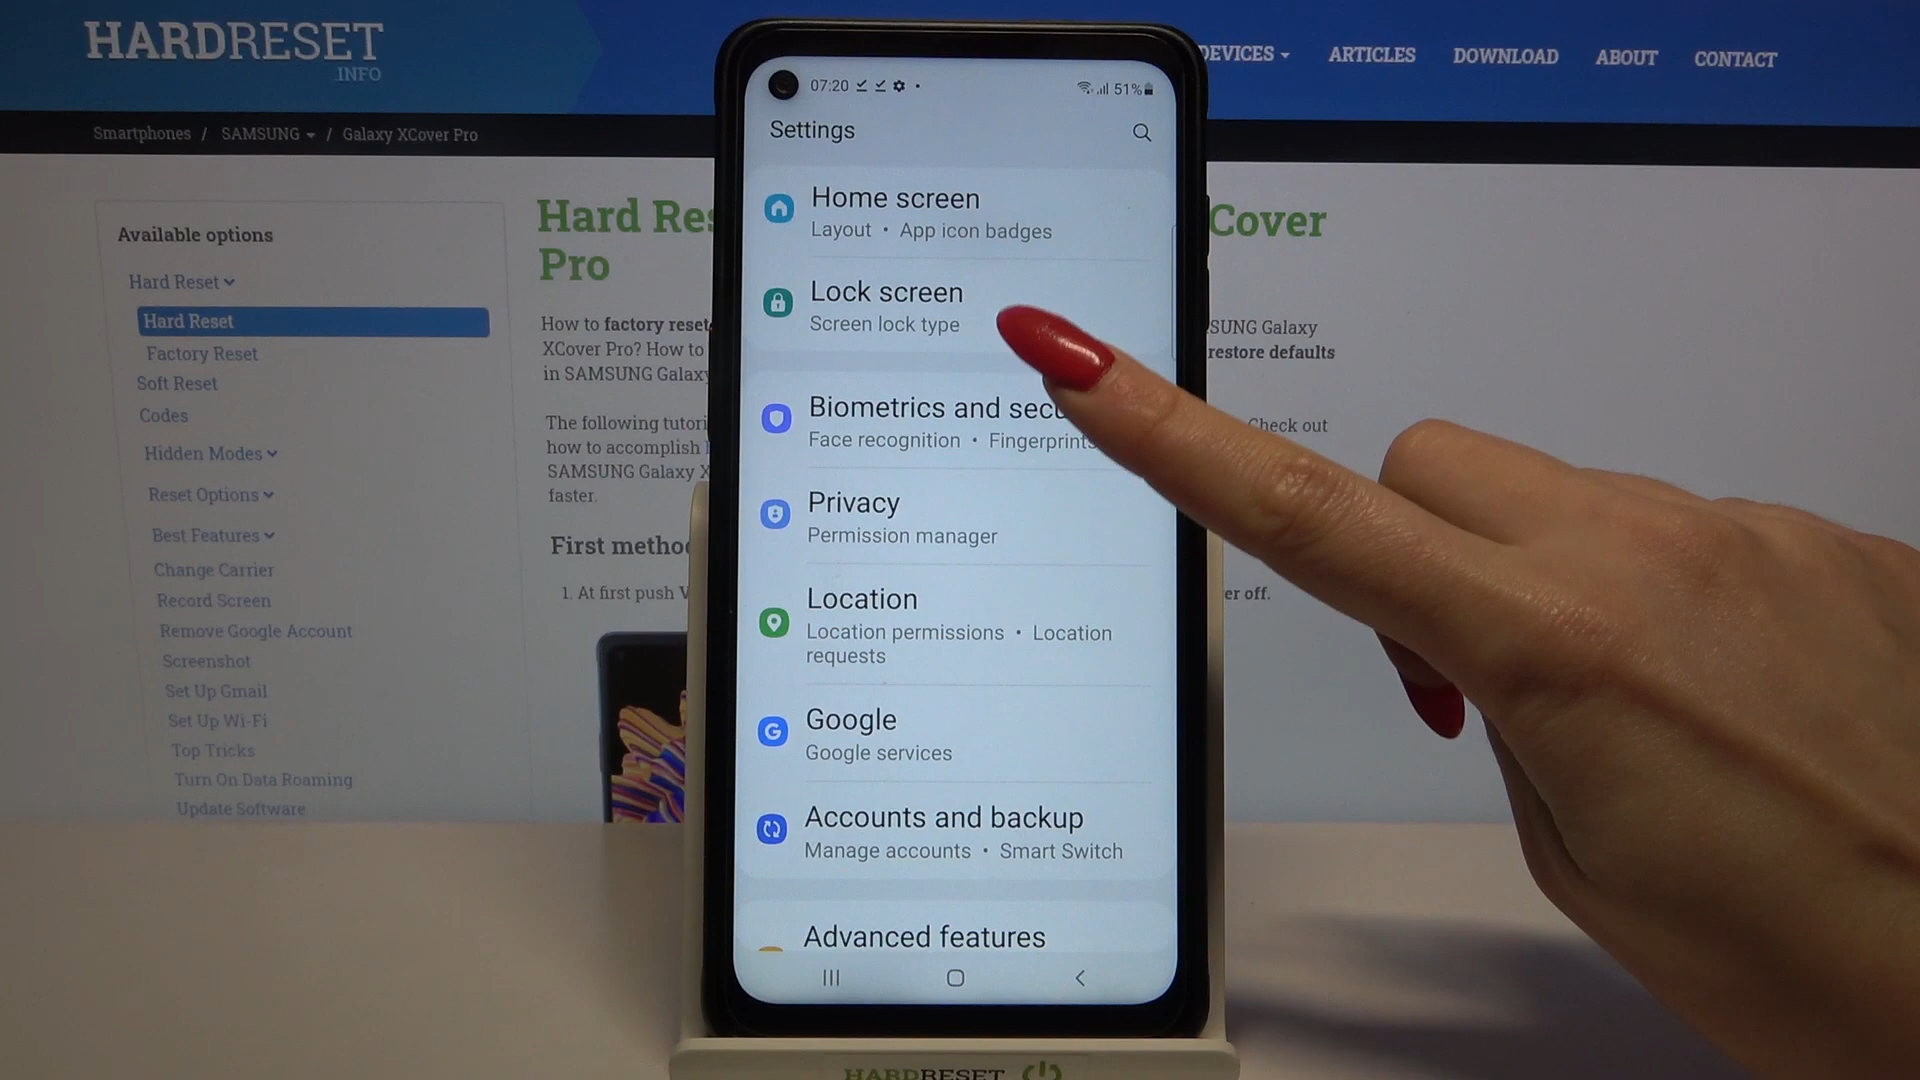 HARDRESET
.INFO
DEVICES ARTICLES DOWNLOAD ABOUT CONTACT
Smartphones / SAMSUNG / Galaxy XCover Pro
Available options
Hard Reset
Hard Reset
Factory Reset
Soft Reset
Codes
Hidden Modes
Reset Options
Best Features
Change Carrier
Record Screen
Remove Google Account
Screenshot
Set Up Gmail
Set Up Wi-Fi
Top Tricks
Turn On Data Roaming
Update Software
Hard Res Cover
Pro
How to factory reset SUNG Galaxy
XCover Pro? How to restore defaults
in SAMSUNG Galaxy
The following tutori Check out
how to accomplish
SAMSUNG Galaxy X
faster.
First metho
1. At first push V er off.
07:20 51%
Settings
Home screen
Layout • App icon badges
Lock screen
Screen lock type
Biometrics and secu
Face recognition • Fingerprints
Privacy
Permission manager
Location
Location permissions • Location
requests
Google
Google services
Accounts and backup
Manage accounts • Smart Switch
Advanced features
HARDRESET